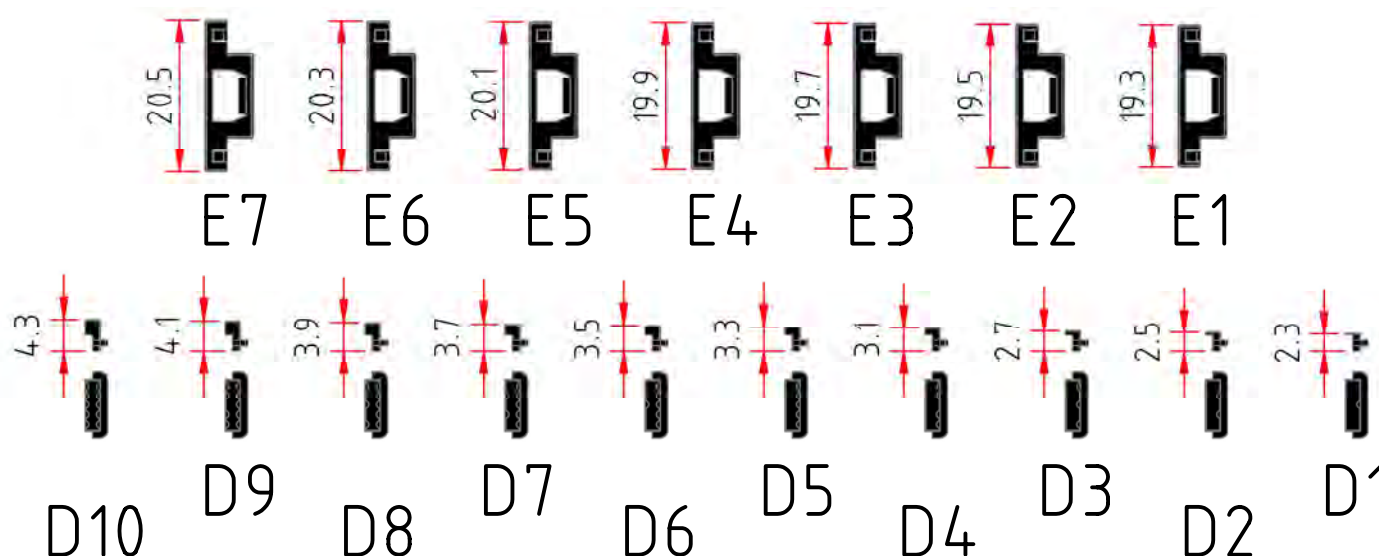 20.5 20.3 20.1 19.9 19.7 19.5 19.3
E7 E6 E5 E4 E3 E2 E1
4.3 4.1 3.9 3.7 3.5 3.3 3.1 2.7 2.5 2.3
D9 D7 D5 D3 D1
D10 D8 D6 D4 D2